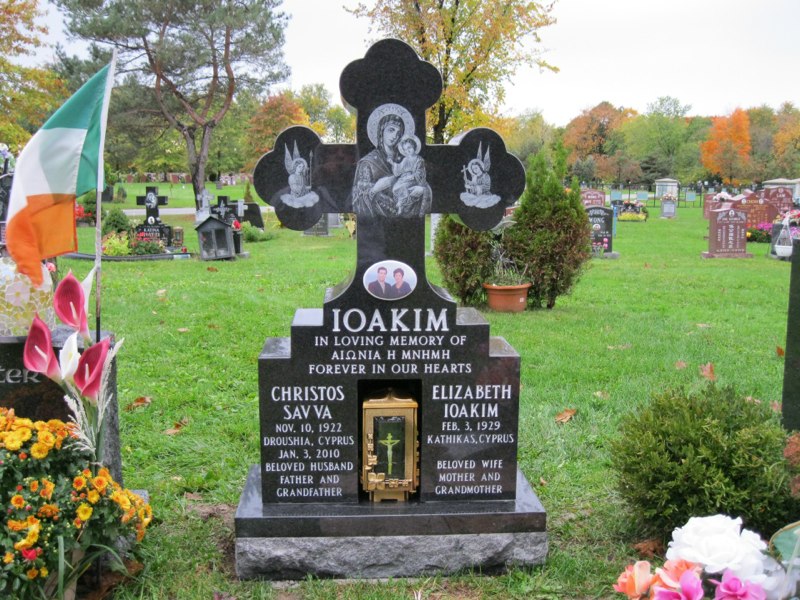 IOAKIM
IN LOVING MEMORY OF
ΑΙΩΝΙΑ Η ΜΝΗΜΗ
FOREVER IN OUR HEARTS
CHRISTOS
SAVVA
NOV. 10, 1922
DROUSHIA, CYPRUS
JAN. 3, 2010
BELOVED HUSBAND
FATHER AND
GRANDFATHER
ELIZABETH
IOAKIM
FEB. 3, 1929
KATHIKAS, CYPRUS
BELOVED WIFE
MOTHER AND
GRANDMOTHER